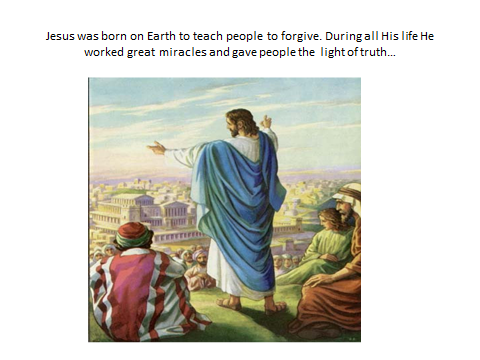 Jesus was born on Earth to teach people to forgive. During all His life He
worked great miracles and gave people the light of truth…